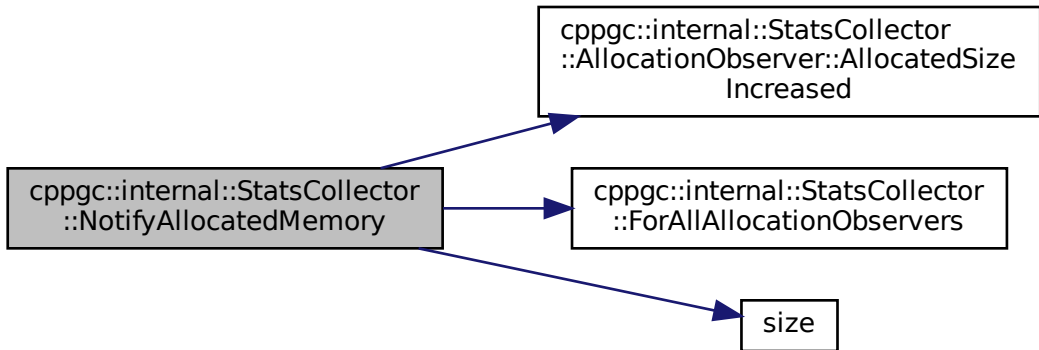 cppgc::internal::StatsCollector
::AllocationObserver::AllocatedSize
Increased
cppgc::internal::StatsCollector
::NotifyAllocatedMemory
cppgc::internal::StatsCollector
::ForAllAllocationObservers
size